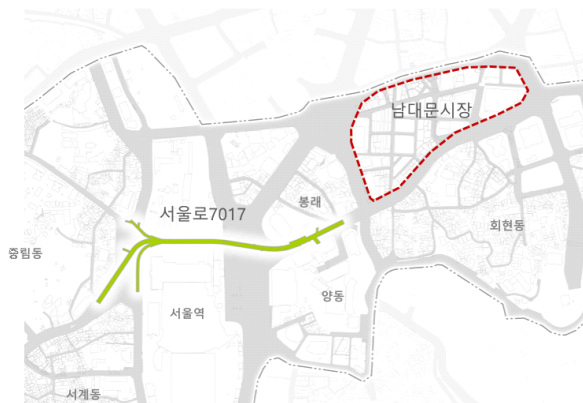 남대문시장
서울로7017
봉래
회현동
중림동
양동
서울역
서계동